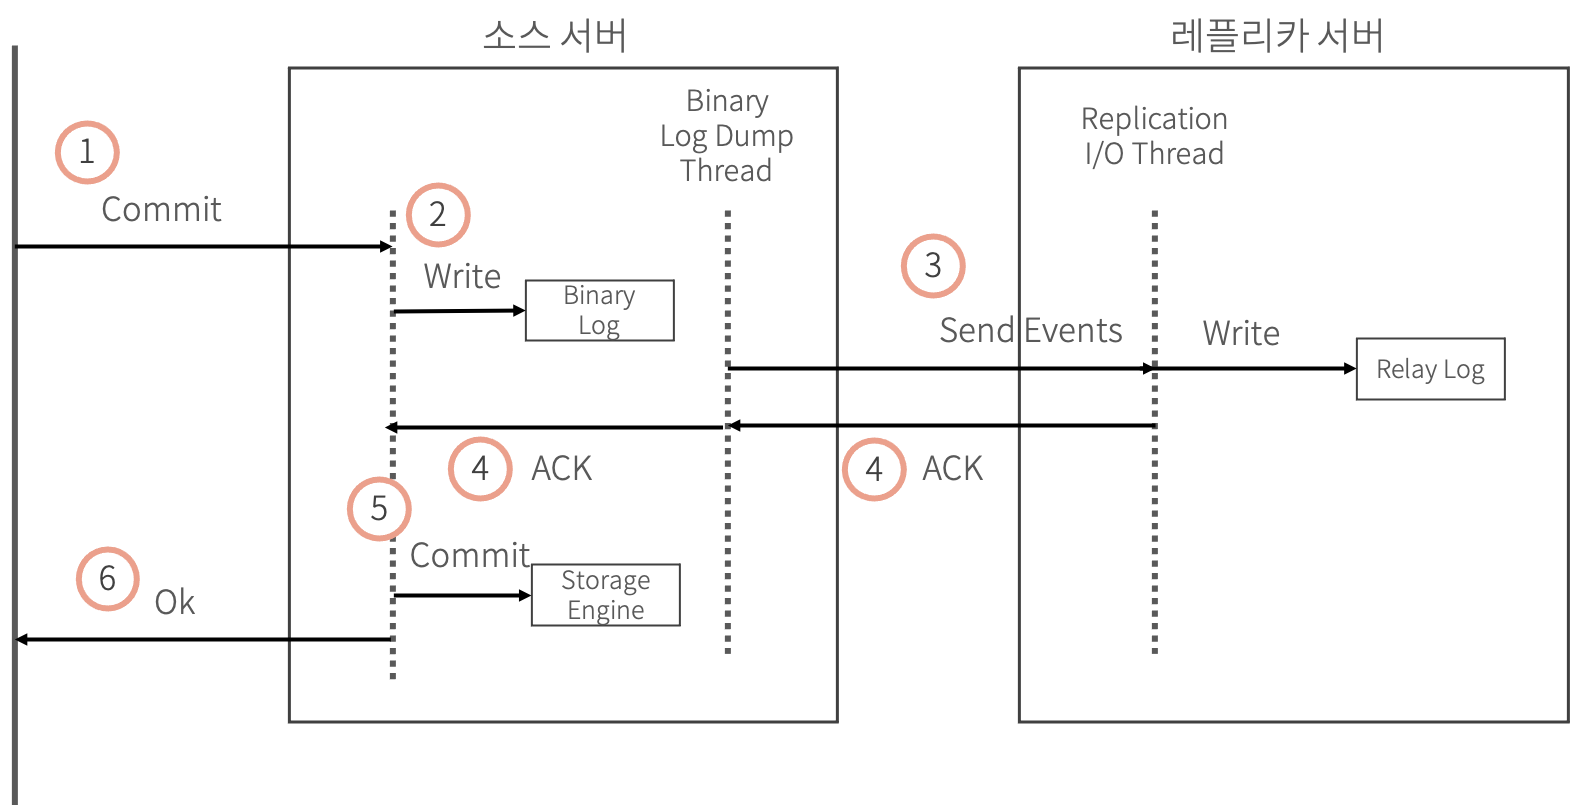 소스 서버
레플리카 서버
Binary
Log Dump
Thread
Replication
I/O Thread
1
Commit
2
Write
Binary
Log
3
Send Events
Write
Relay Log
4
ACK
4
ACK
5
Commit
Storage
Engine
6
Ok